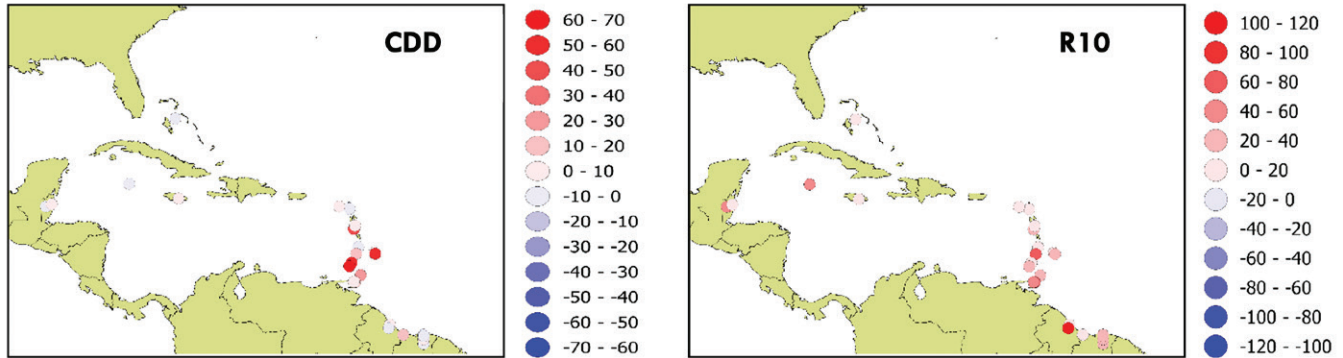 CDD
60 - 70
50 - 60
40 - 50
30 - 40
20 - 30
10 - 20
0 - 10
-10 - 0
-20 - -10
-30 - -20
-40 - -30
-50 - -40
-60 - -50
-70 - -60
R10
100 - 120
80 - 100
60 - 80
40 - 60
20 - 40
0 - 20
-20 - 0
-40 - -20
-60 - -40
-80 - -60
-100 - -80
-120 - -100